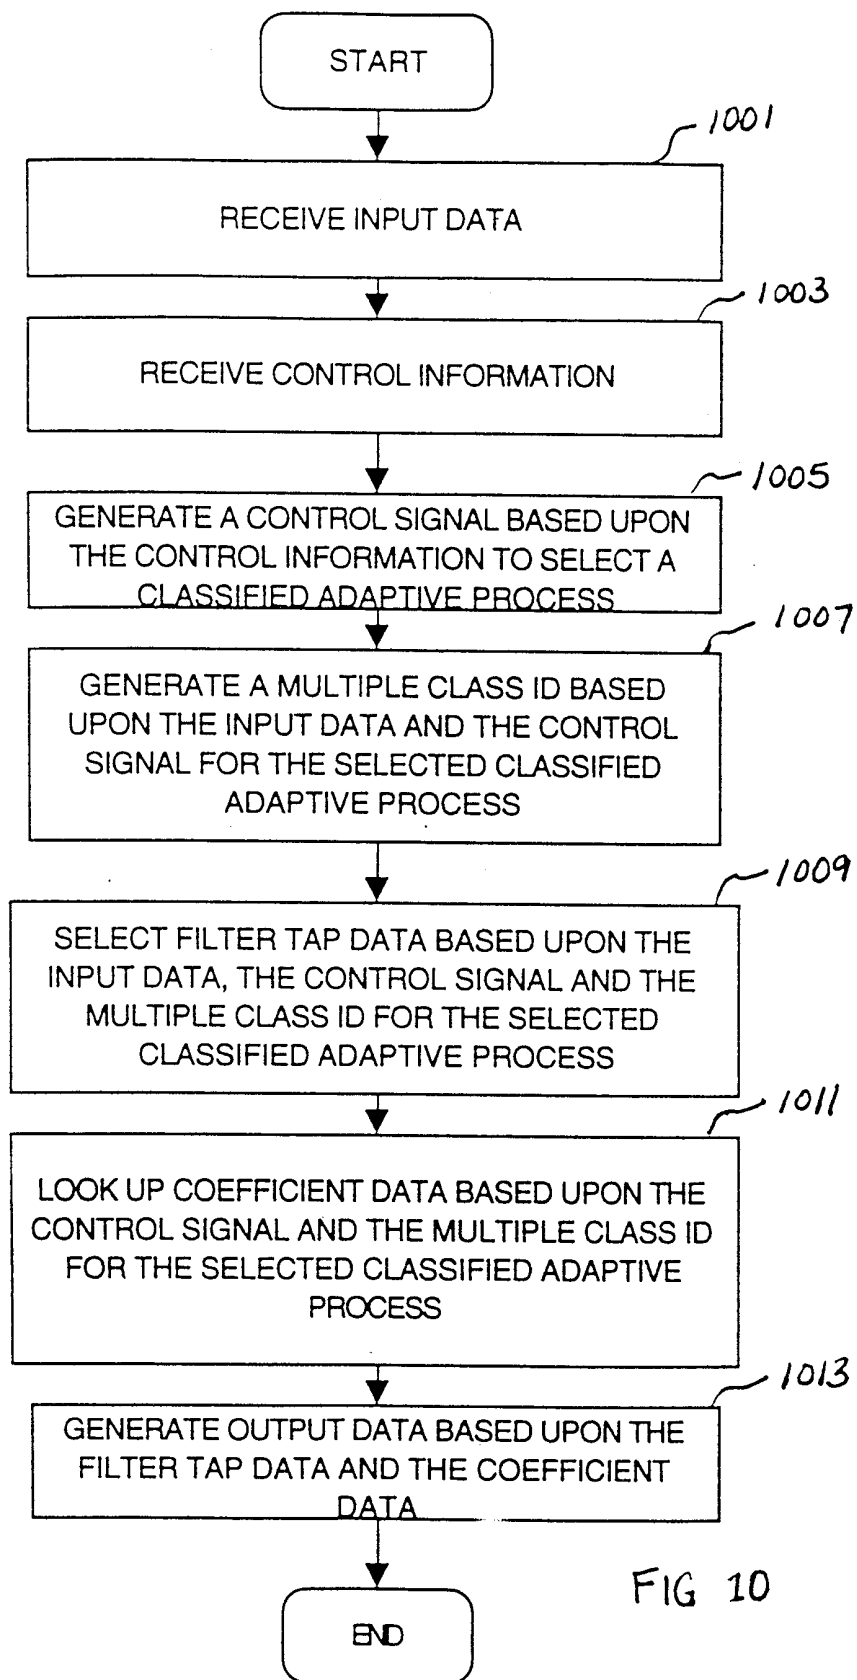 START
1001
RECEIVE INPUT DATA
1003
RECEIVE CONTROL INFORMATION
1005
GENERATE A CONTROL SIGNAL BASED UPON
THE CONTROL INFORMATION TO SELECT A
CLASSIFIED ADAPTIVE PROCESS
1007
GENERATE A MULTIPLE CLASS ID BASED
UPON THE INPUT DATA AND THE CONTROL
SIGNAL FOR THE SELECTED CLASSIFIED
ADAPTIVE PROCESS
1009
SELECT FILTER TAP DATA BASED UPON THE
INPUT DATA, THE CONTROL SIGNAL AND THE
MULTIPLE CLASS ID FOR THE SELECTED
CLASSIFIED ADAPTIVE PROCESS
1011
LOOK UP COEFFICIENT DATA BASED UPON THE
CONTROL SIGNAL AND THE MULTIPLE CLASS ID
FOR THE SELECTED CLASSIFIED ADAPTIVE
PROCESS
1013
GENERATE OUTPUT DATA BASED UPON THE
FILTER TAP DATA AND THE COEFFICIENT
DATA
FIG 10
END